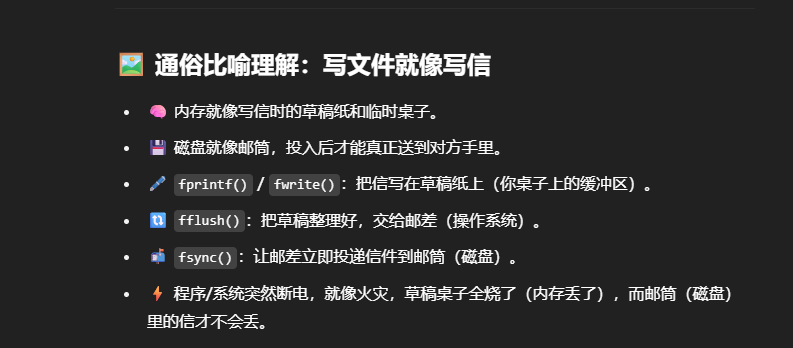 🖼️ 通俗比喻理解：写文件就像写信
• 🧠 内存就像写信时的草稿纸和临时桌子。
• 💾 磁盘就像邮筒，投入后才能真正送到对方手里。
• 🖊️ fprintf() / fwrite()：把信写在草稿纸上（你桌子上的缓冲区）。
• 🔃 fflush()：把草稿整理好，交给邮差（操作系统）。
• 📬 fsync()：让邮差立即投递信件到邮筒（磁盘）。
• ⚡ 程序/系统突然断电，就像火灾，草稿桌子全烧了（内存丢了），而邮筒（磁盘）
里的信才不会丢。